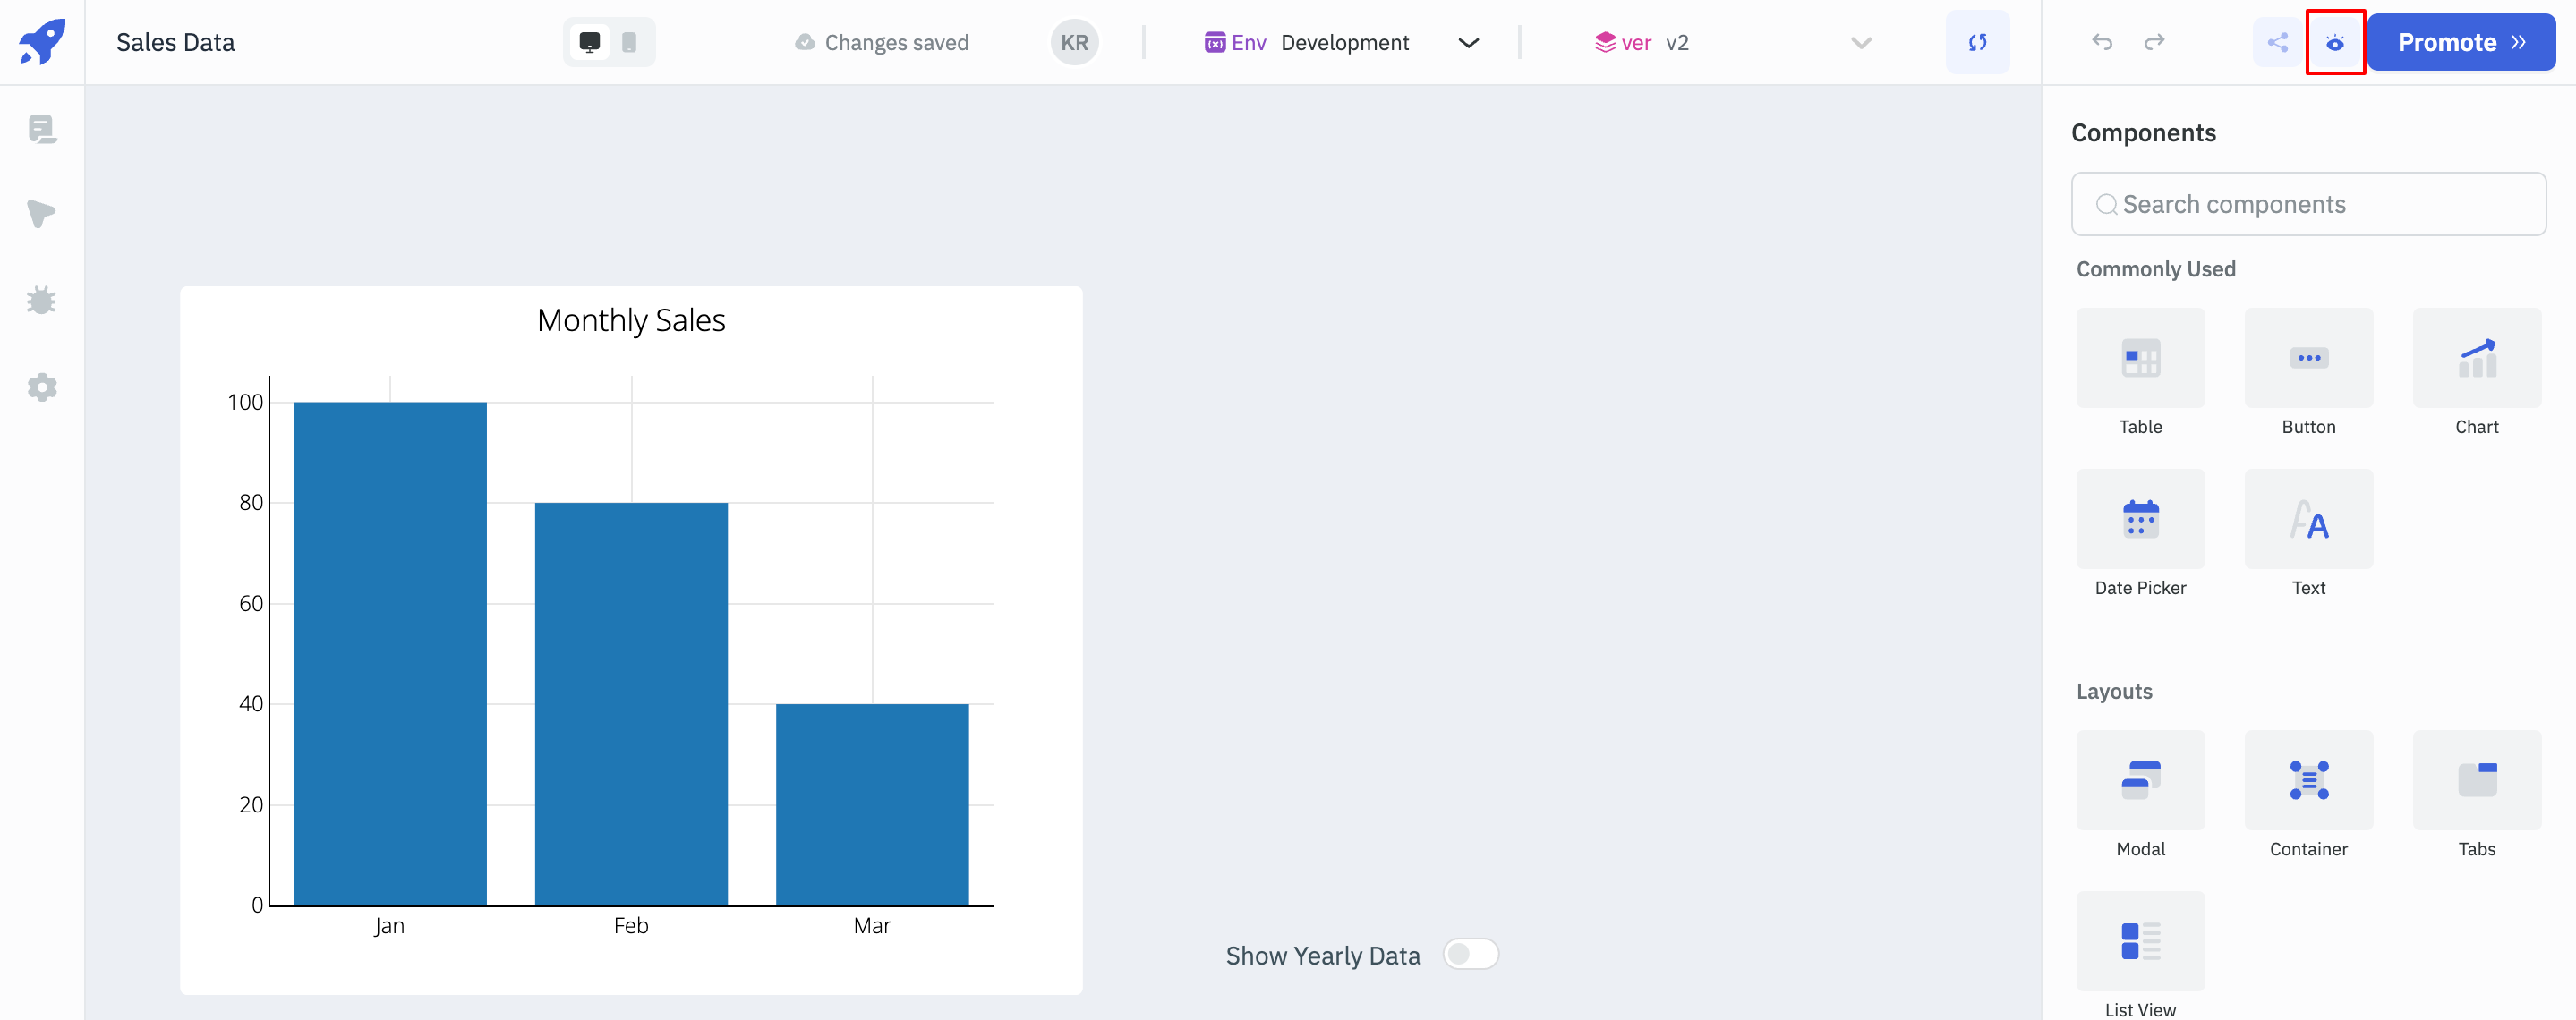 Sales Data
Changes saved
KR
Env Development
ver v2
Promote
Components
Search components
Commonly Used
Table
Button
Chart
Date Picker
Text
Layouts
Modal
Container
Tabs
List View
Monthly Sales
100
80
60
40
20
0
Jan
Feb
Mar
Show Yearly Data